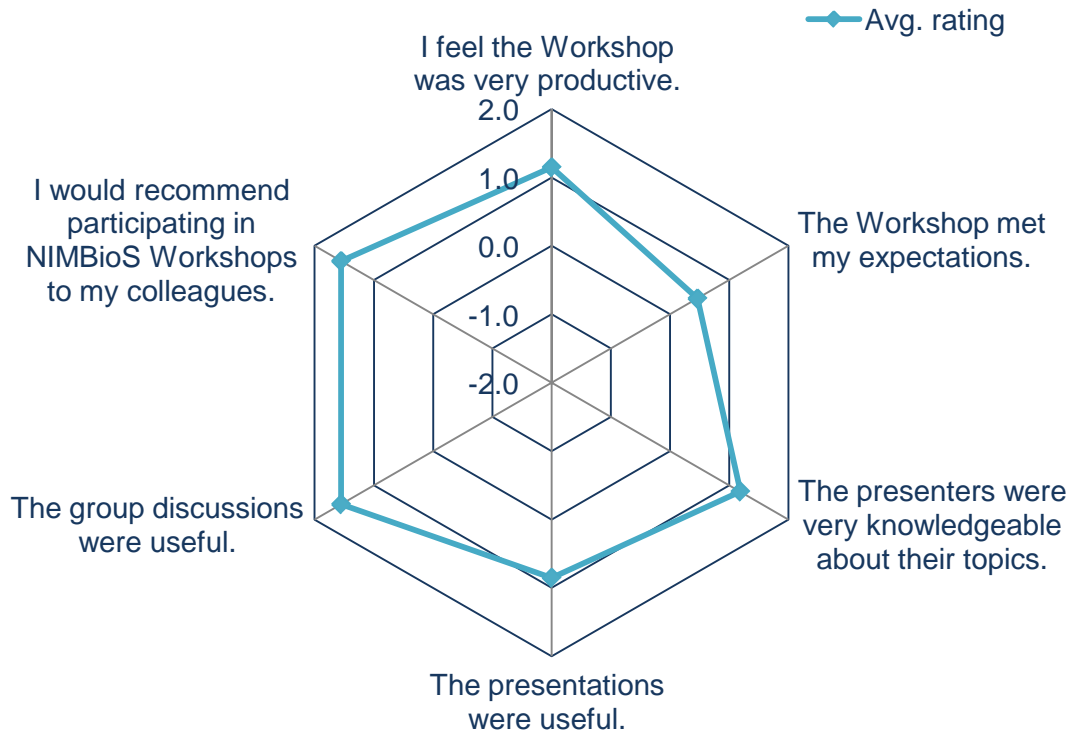 Avg. rating
I feel the Workshop
was very productive.
2.0
1.0
0.0
-1.0
-2.0
The Workshop met
my expectations.
The presenters were
very knowledgeable
about their topics.
The presentations
were useful.
The group discussions
were useful.
I would recommend
participating in
NIMBioS Workshops
to my colleagues.